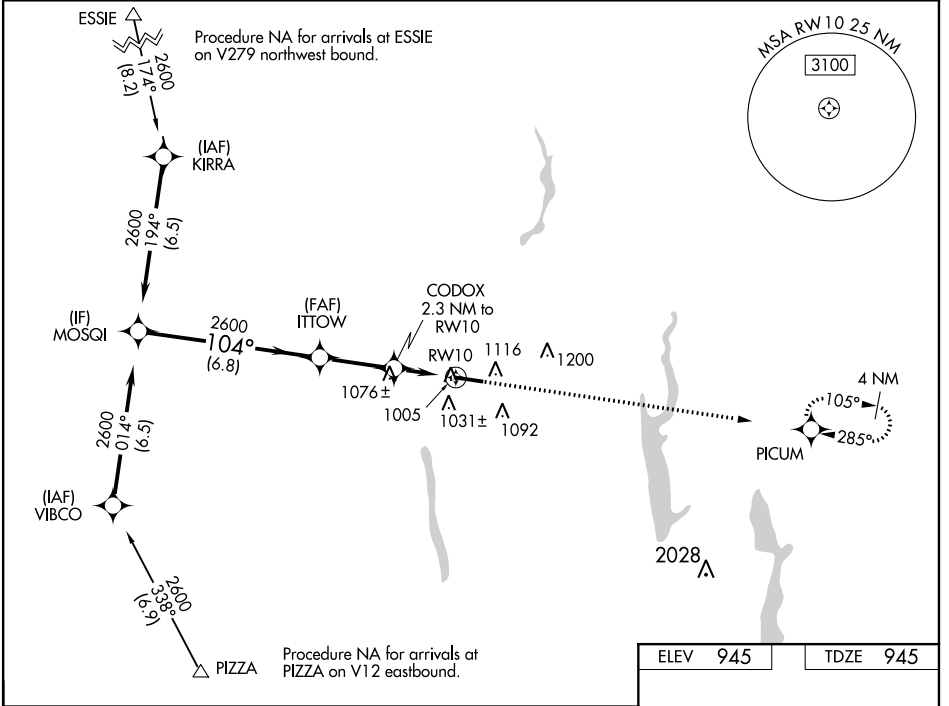 ESSIE
Procedure NA for arrivals at ESSIE
on V279 northwest bound.
MSA RW10 25 NM
3100
2600
174°
(8.2)
(IAF)
KIRRA
2600
194°
(6.5)
(IF)
MOSQI
2600
104°
(6.8)
(FAF)
ITTOW
CODOX
2.3 NM to
RW10
RW10
1116
1200
1076±
1005
1031±
1092
4 NM
105°
285°
PICUM
2600
014°
(6.5)
(IAF)
VIBCO
2028
2600
338°
(6.9)
PIZZA
Procedure NA for arrivals at
PIZZA on V12 eastbound.
ELEV 945
TDZE 945